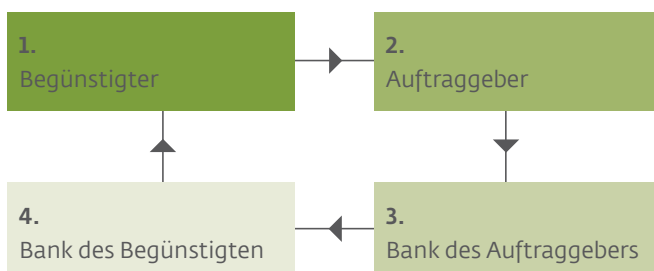 1.
Begünstigter
2.
Auftraggeber
3.
Bank des Auftraggebers
4.
Bank des Begünstigten